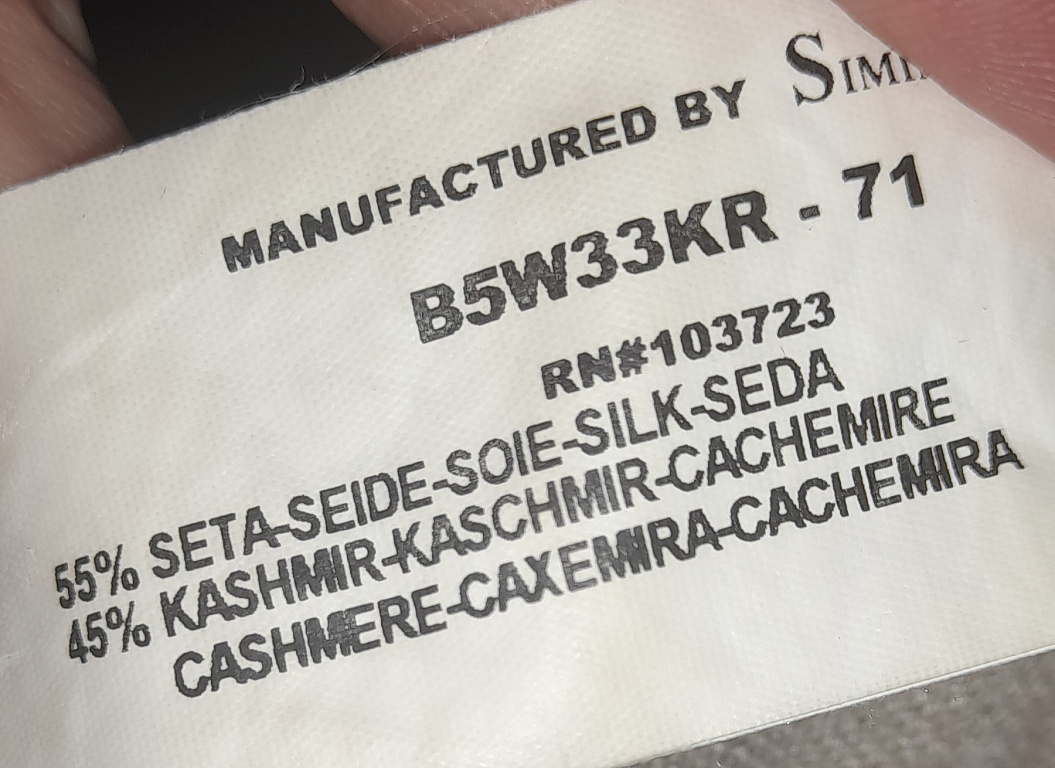 MANUFACTURED BY
B5W33KR - 71
RN#103723
55% SETA-SEIDE-SOIE-SILK-SEDA
45% KASHMIR-KASCHMIR-CACHEMIRE
CASHMERE-CAXEMIRA-CACHEMIRA